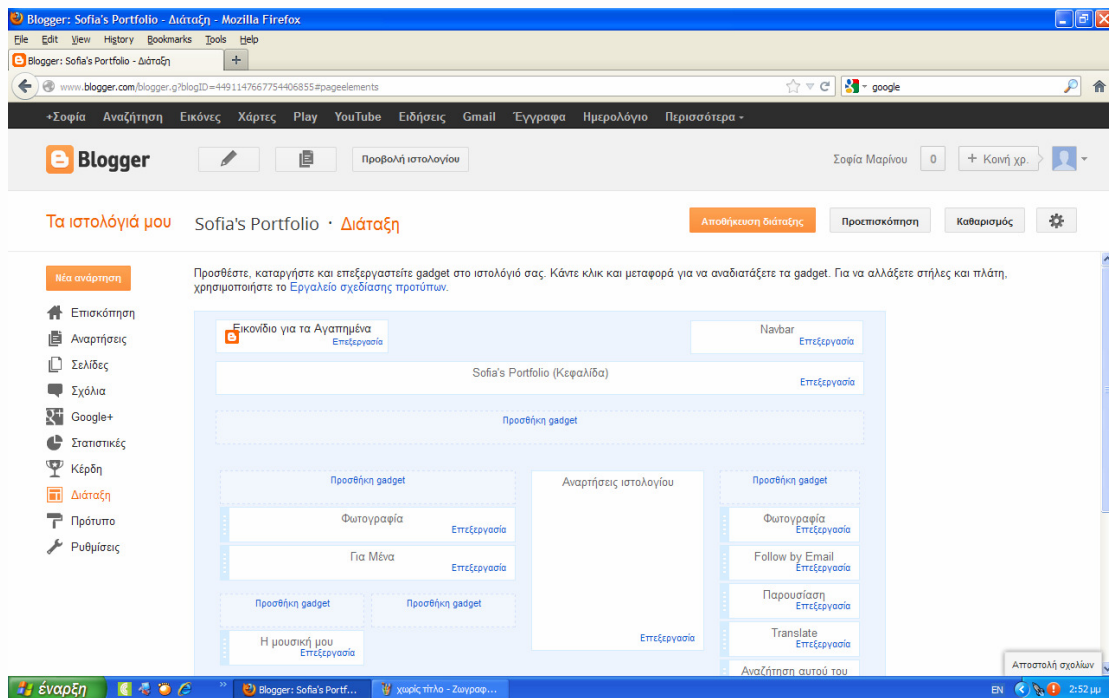 Blogger: Sofia's Portfolio - Διάταξη - Mozilla Firefox
File Edit View History Bookmarks Tools Help
Blogger: Sofia's Portfolio - Διάταξη +
www.blogger.com/blogger.g?blogID=4491147667754406855#pageelements google
+Σοφία Αναζήτηση Εικόνες Χάρτες Play YouTube Ειδήσεις Gmail Έγγραφα Ημερολόγιο Περισσότερα
Blogger Προβολή ιστολογίου Σοφία Μαρίνου 0 + Κοινή χρ.
Τα ιστολόγιά μου Sofia's Portfolio · Διάταξη Αποθήκευση διάταξης Προεπισκόπηση Καθαρισμός
Νέα ανάρτηση
Επισκόπηση
Αναρτήσεις
Σελίδες
Σχόλια
Google+
Στατιστικές
Κέρδη
Διάταξη
Πρότυπο
Ρυθμίσεις
Προσθέστε, καταργήστε και επεξεργαστείτε gadget στο ιστολόγιό σας. Κάντε κλικ και μεταφορά για να αναδιατάξετε τα gadget. Για να αλλάξετε στήλες και πλάτη,
χρησιμοποιήστε το Εργαλείο σχεδίασης προτύπων.
Εικονίδιο για τα Αγαπημένα
Επεξεργασία
Navbar
Επεξεργασία
Sofia's Portfolio (Κεφαλίδα)
Επεξεργασία
Προσθήκη gadget
Προσθήκη gadget
Φωτογραφία
Επεξεργασία
Για Μένα
Επεξεργασία
Προσθήκη gadget Προσθήκη gadget
Η μουσική μου
Επεξεργασία
Αναρτήσεις ιστολογίου
Επεξεργασία
Προσθήκη gadget
Φωτογραφία
Επεξεργασία
Follow by Email
Επεξεργασία
Παρουσίαση
Επεξεργασία
Translate
Επεξεργασία
Αναζήτηση αυτού του
Αποστολή σχολίων
έναρξη » Blogger: Sofia's Portf... χωρίς τίτλο - Ζωγραφ... EN 2:52 μμ